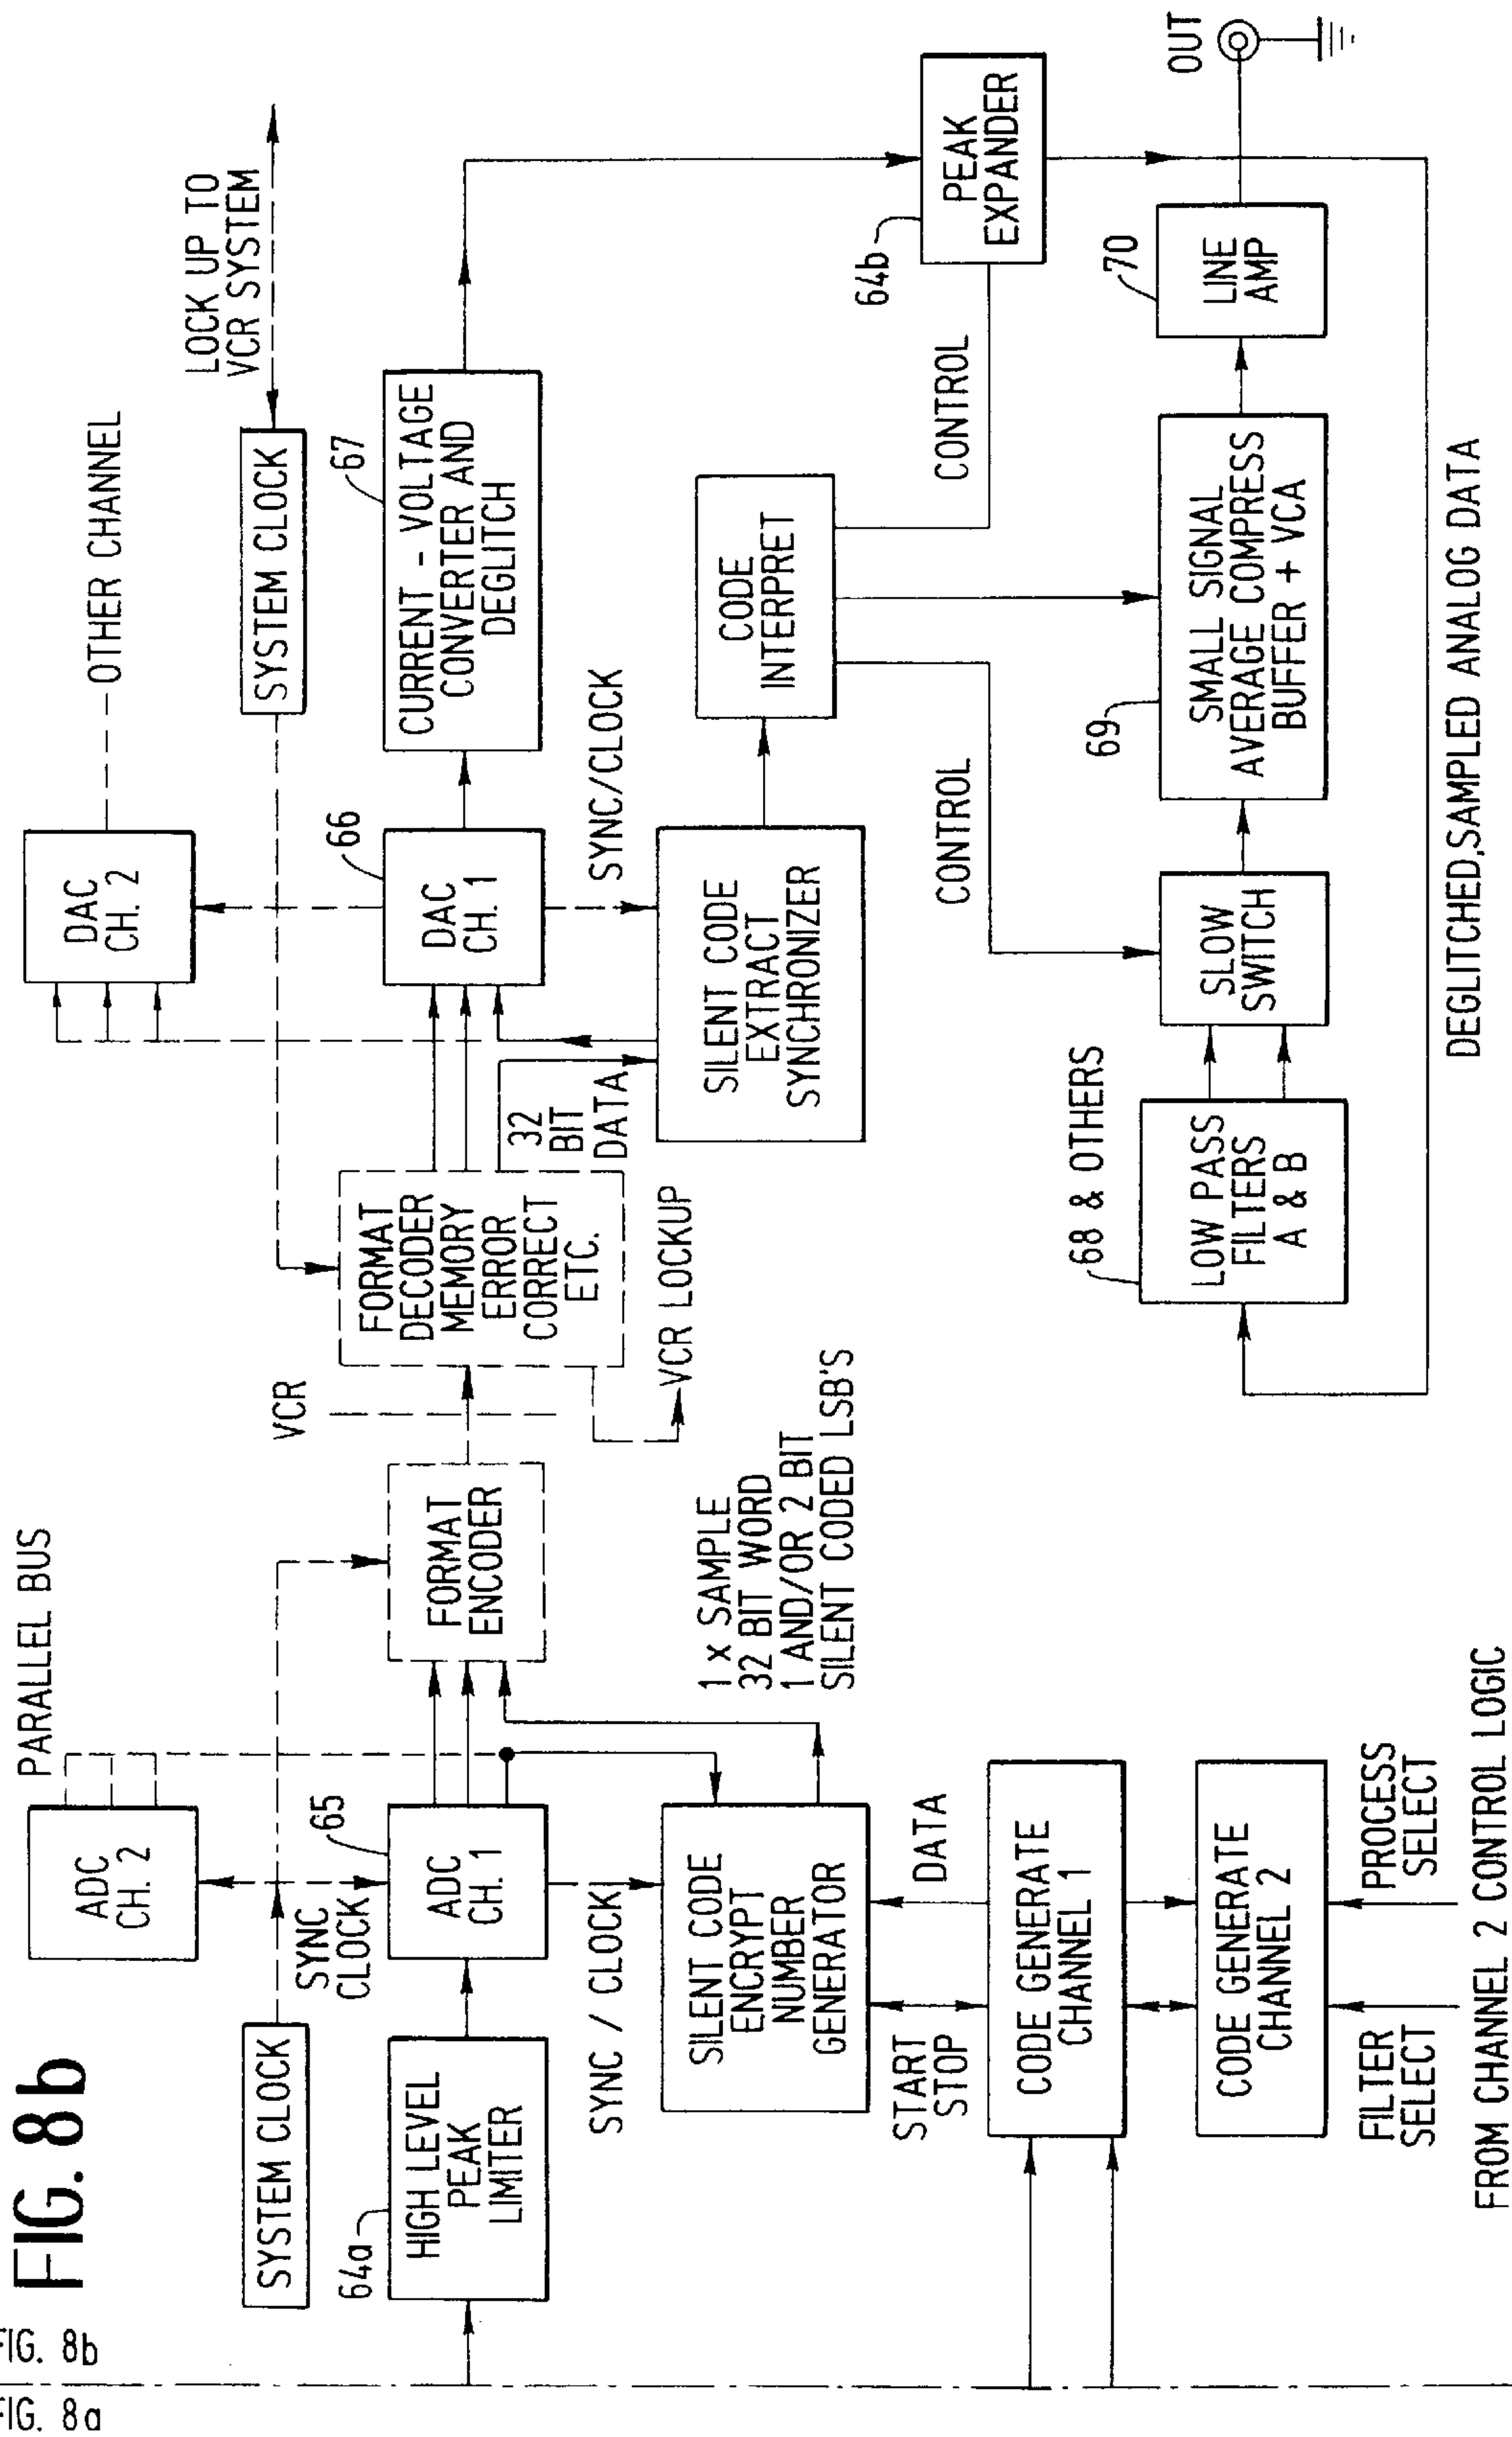 FIG. 8b
FIG. 8a
FIG. 8b
PARALLEL BUS
ADC
CH. 2
SYSTEM CLOCK
SYNC
CLOCK
64a
HIGH LEVEL
PEAK
LIMITER
65
ADC
CH. 1
SYNC / CLOCK
SILENT CODE
ENCRYPT
NUMBER
GENERATOR
START
STOP
DATA
CODE GENERATE
CHANNEL 1
CODE GENERATE
CHANNEL 2
FILTER
SELECT
PROCESS
SELECT
FROM CHANNEL 2 CONTROL LOGIC
FORMAT
ENCODER
1 x SAMPLE
32 BIT WORD
1 AND/OR 2 BIT
SILENT CODED LSB'S
VCR
FORMAT
DECODER
MEMORY
ERROR
CORRECT
ETC.
VCR LOCKUP
32
BIT
DATA
DAC
CH. 2
OTHER CHANNEL
SYSTEM CLOCK
LOCK UP TO
VCR SYSTEM
66
DAC
CH. 1
SYNC/CLOCK
67
CURRENT - VOLTAGE
CONVERTER AND
DEGLITCH
SILENT CODE
EXTRACT
SYNCHRONIZER
CODE
INTERPRET
CONTROL
CONTROL
64b
PEAK
EXPANDER
68 & OTHERS
LOW PASS
FILTERS
A & B
SLOW
SWITCH
69
SMALL SIGNAL
AVERAGE COMPRESS
BUFFER + VCA
70
LINE
AMP
OUT
DEGLITCHED,SAMPLED ANALOG DATA